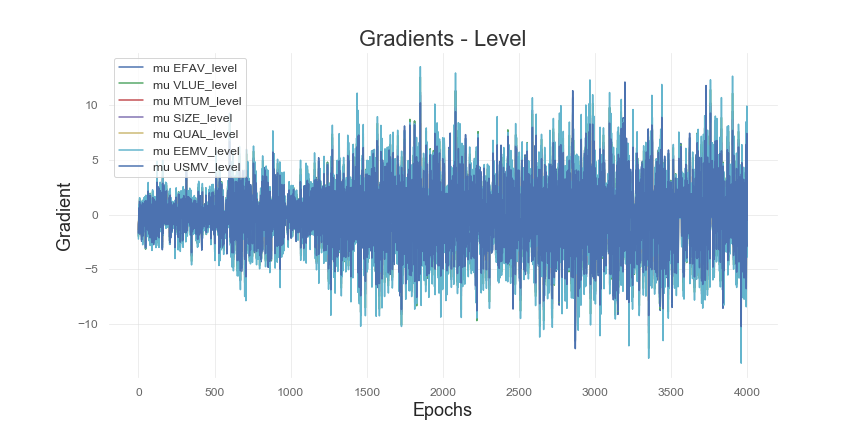 Gradients - Level
mu EFAV_level
mu VLUE_level
mu MTUM_level
mu SIZE_level
mu QUAL_level
mu EEMV_level
mu USMV_level
10
5
0
−5
−10
Gradient
0 500 1000 1500 2000 2500 3000 3500 4000
Epochs